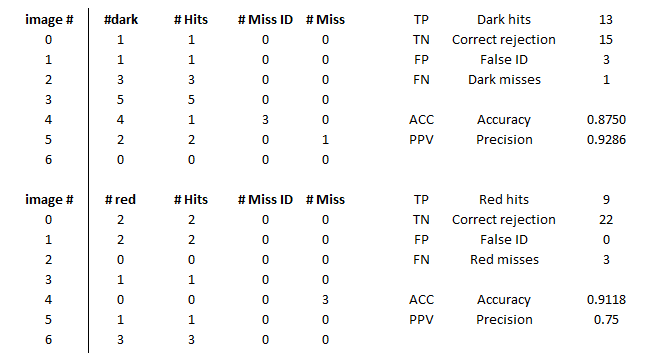 image # #dark # Hits # Miss ID # Miss TP Dark hits 13
0 1 1 0 0 TN Correct rejection 15
1 1 1 0 0 FP False ID 3
2 3 3 0 0 FN Dark misses 1
3 5 5 0 0
4 4 1 3 0 ACC Accuracy 0.8750
5 2 2 0 1 PPV Precision 0.9286
6 0 0 0 0
image # # red # Hits # Miss ID # Miss TP Red hits 9
0 2 2 0 0 TN Correct rejection 22
1 2 2 0 0 FP False ID 0
2 0 0 0 0 FN Red misses 3
3 1 1 0 0
4 0 0 0 3 ACC Accuracy 0.9118
5 1 1 0 0 PPV Precision 0.75
6 3 3 0 0